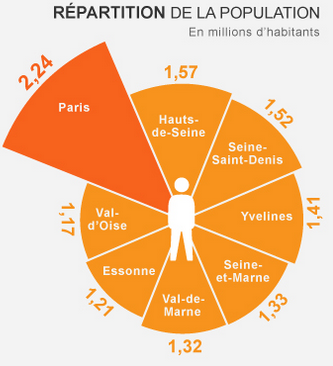 RÉPARTITION DE LA POPULATION
En millions d'habitants
2,24
Paris
1,57
Hauts-
de-Seine
1,52
Seine-
Saint-Denis
1,41
Yvelines
1,33
Seine-
et-Marne
1,32
Val-de-
Marne
1,21
Essonne
1,17
Val-
d'Oise